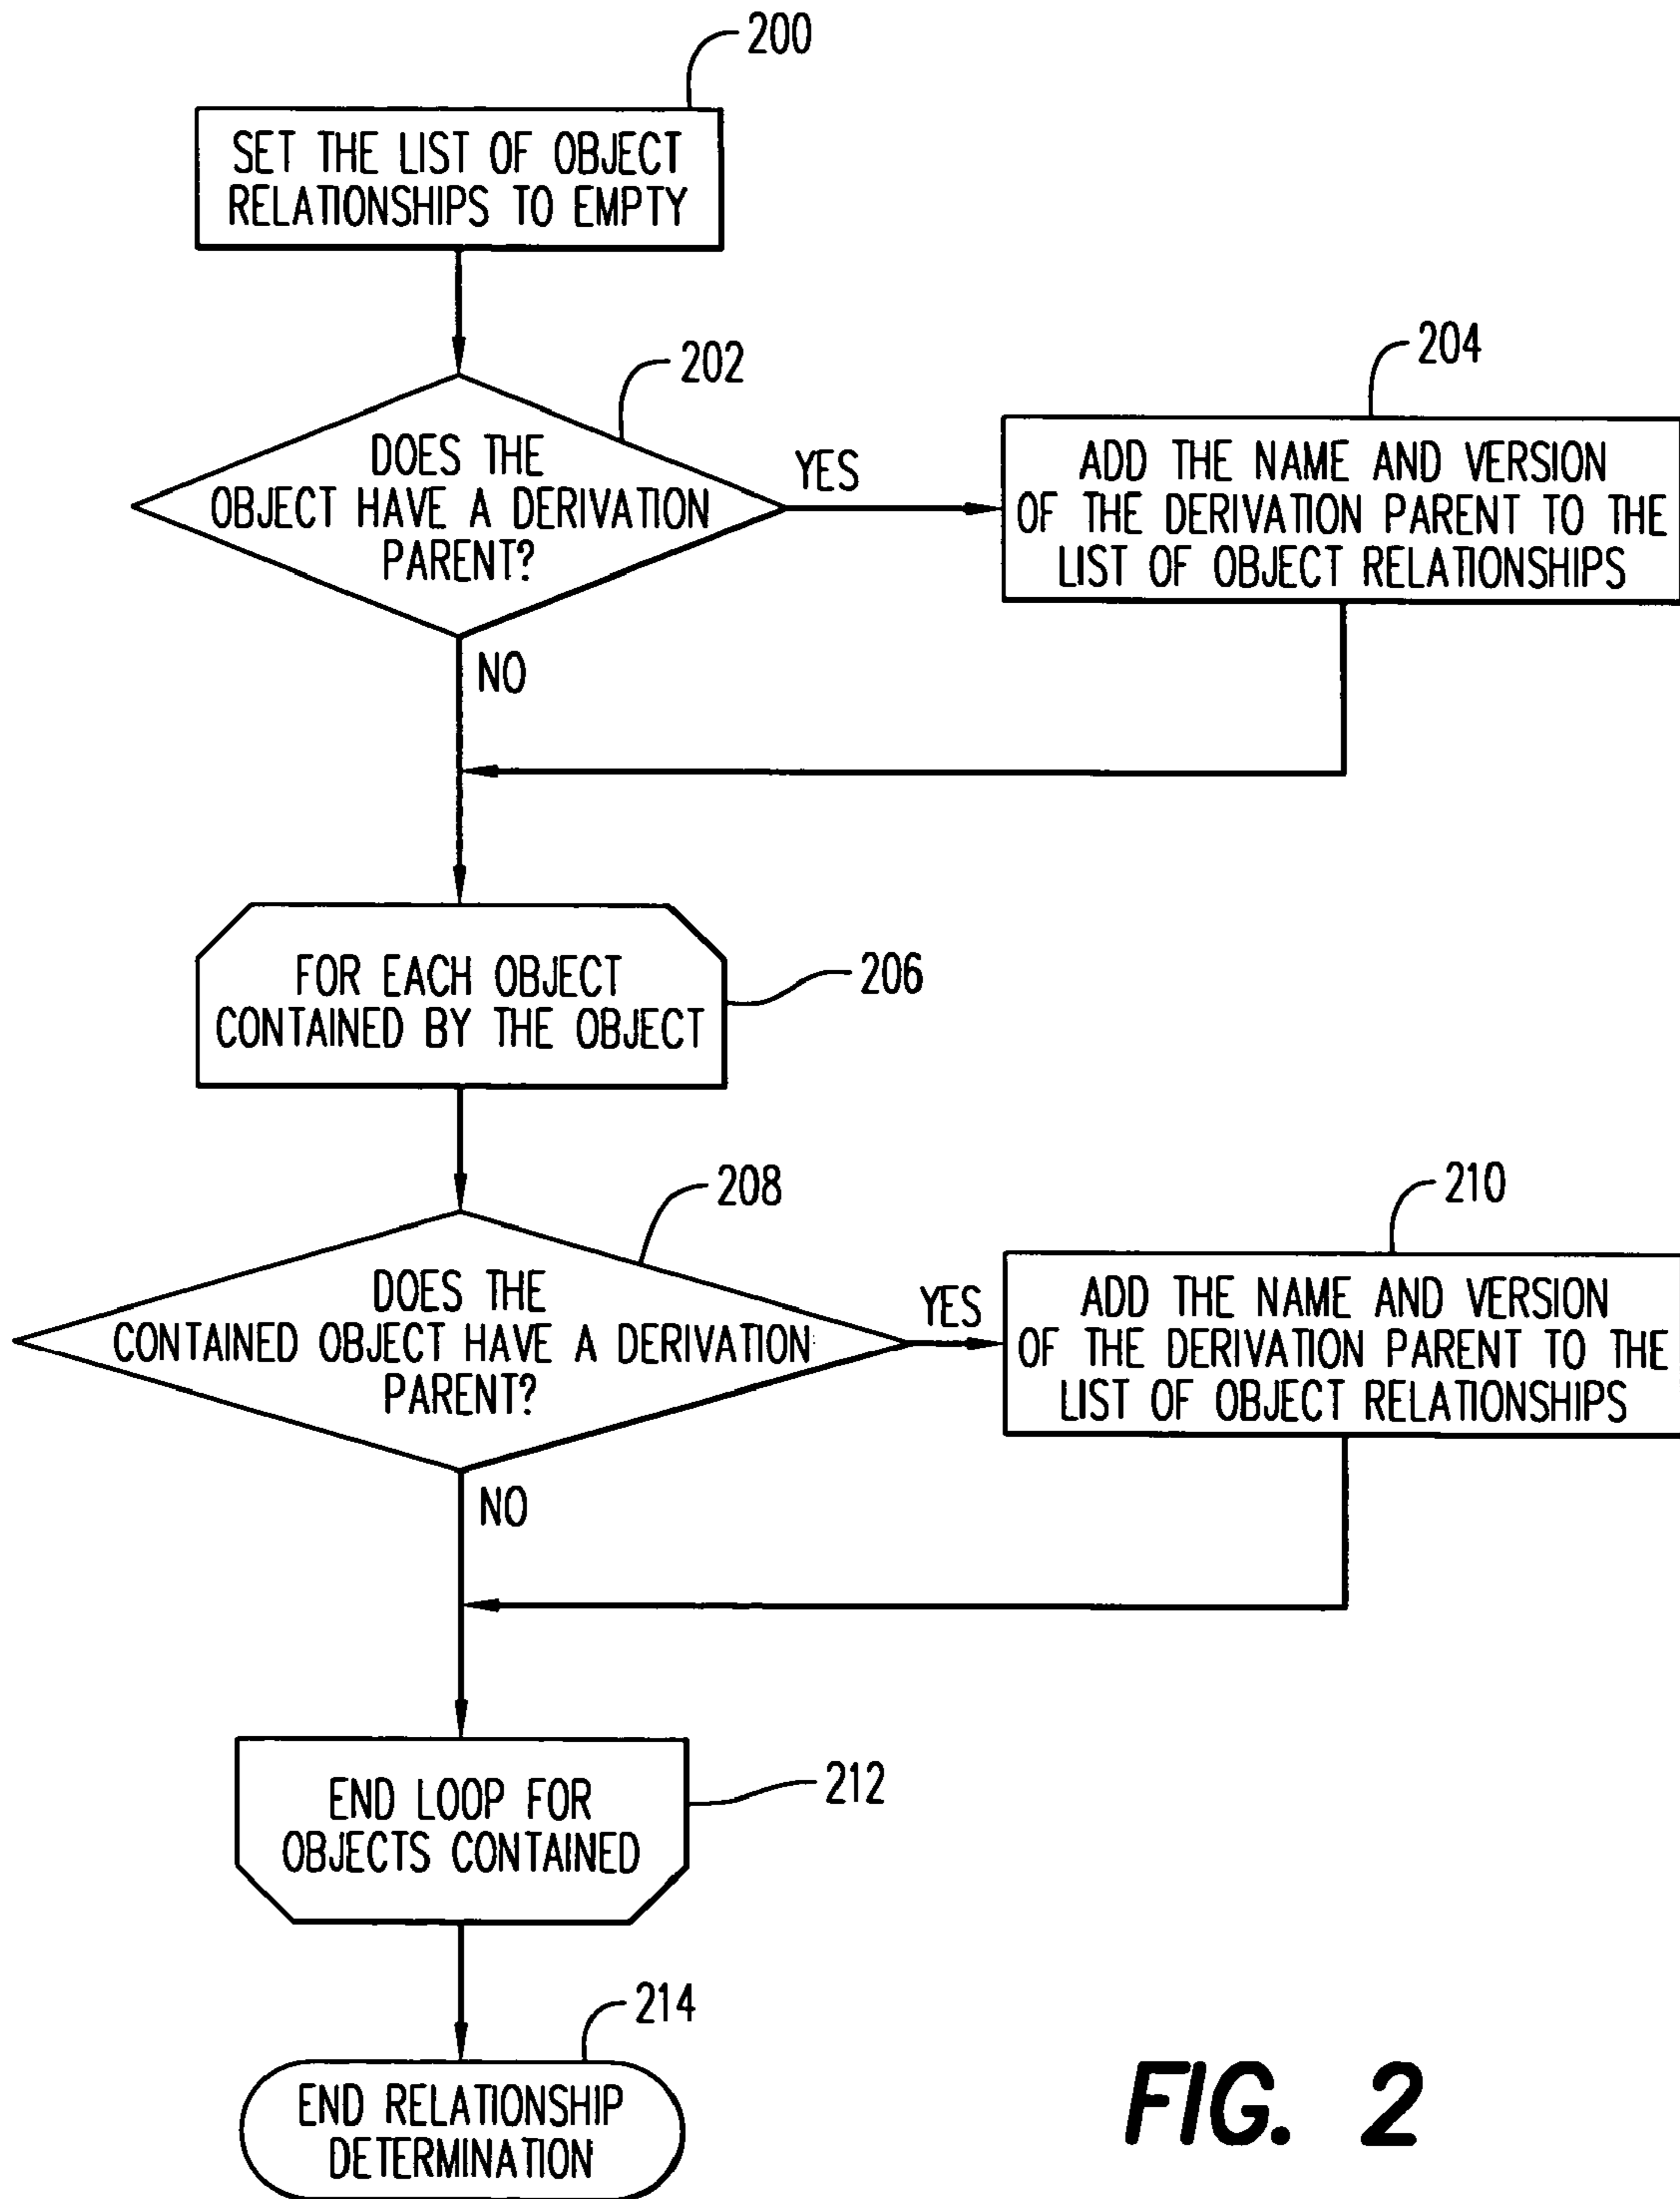 200
SET THE LIST OF OBJECT
RELATIONSHIPS TO EMPTY
202
DOES THE
OBJECT HAVE A DERIVATION
PARENT?
YES
NO
204
ADD THE NAME AND VERSION
OF THE DERIVATION PARENT TO THE
LIST OF OBJECT RELATIONSHIPS
FOR EACH OBJECT
CONTAINED BY THE OBJECT
206
208
DOES THE
CONTAINED OBJECT HAVE A DERIVATION
PARENT?
YES
NO
210
ADD THE NAME AND VERSION
OF THE DERIVATION PARENT TO THE
LIST OF OBJECT RELATIONSHIPS
END LOOP FOR
OBJECTS CONTAINED
212
214
END RELATIONSHIP
DETERMINATION
FIG. 2